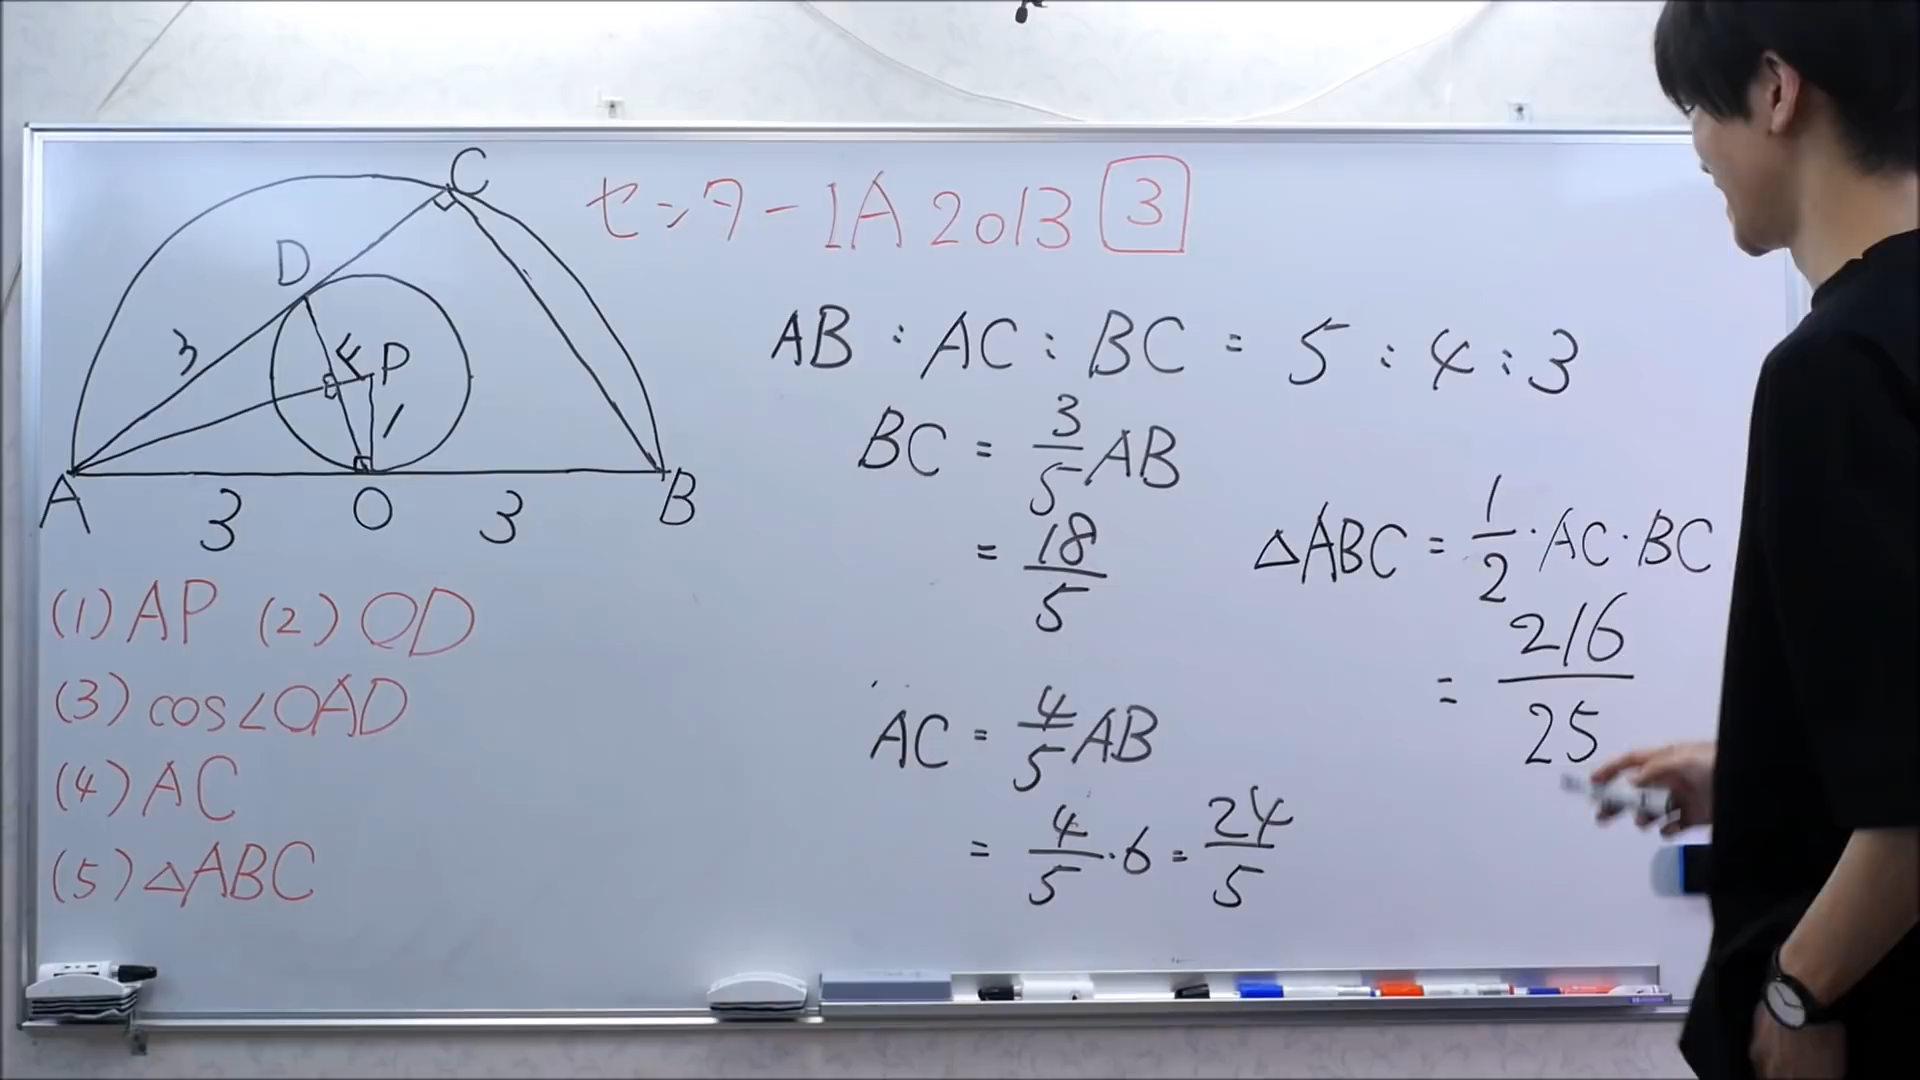 センター1A 2013 3
C
D
3
E P
1
A 3 O 3 B
(1) AP (2) OD
(3) cos∠OAD
(4) AC
(5) △ABC
AB : AC : BC = 5 : 4 : 3
BC = 3/5 AB
= 18/5
AC = 4/5 AB
= 4/5 · 6 = 24/5
△ABC = 1/2 · AC · BC
= 216/25